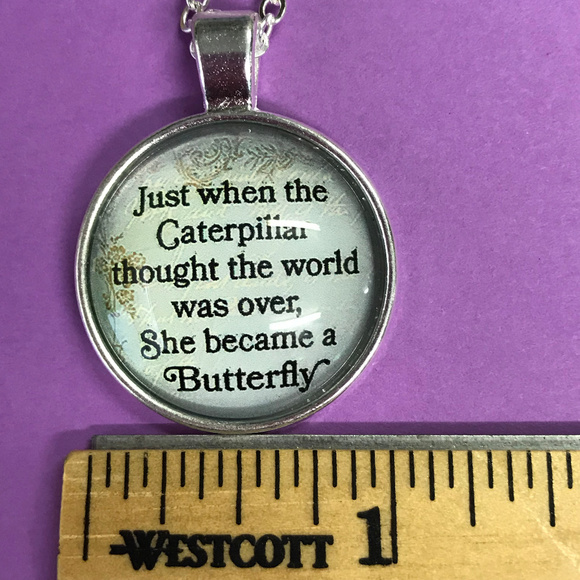 Just when the
Caterpillar
thought the world
was over,
She became a
Butterfly
WESTCOTT 1